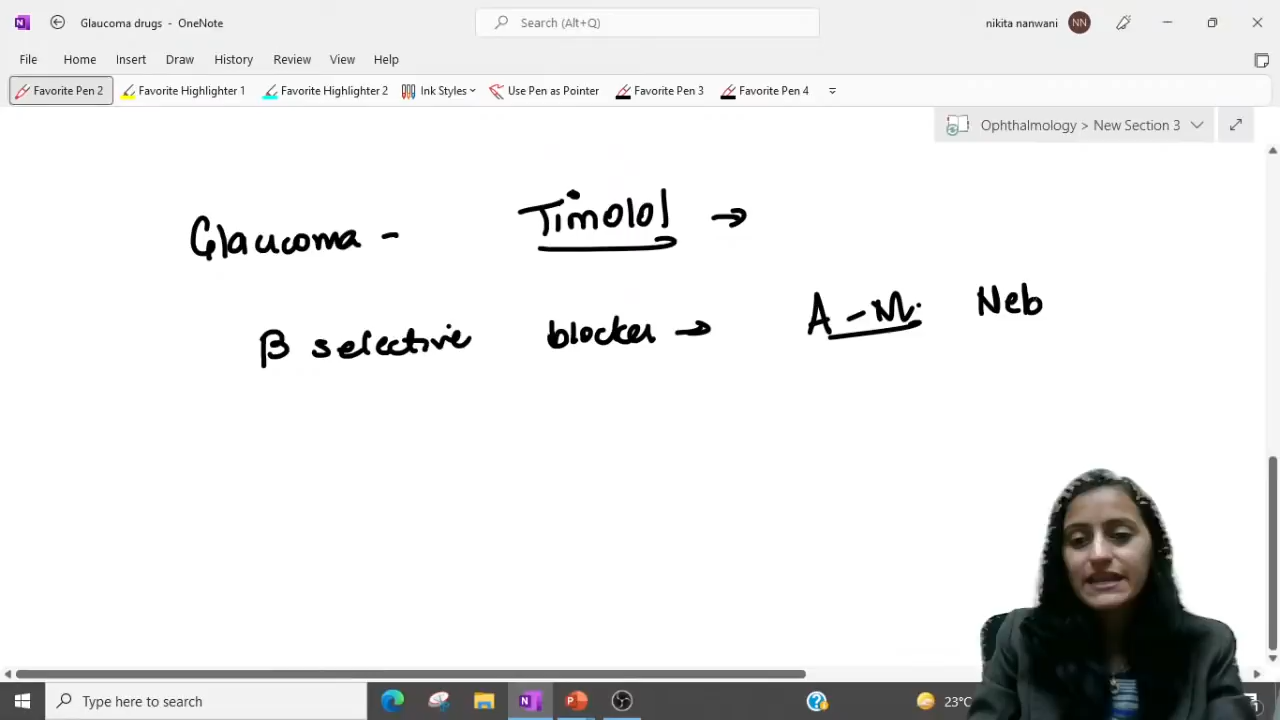 Glaucoma drugs - OneNote
Search (Alt+Q)
nikita nanwani NN
File Home Insert Draw History Review View Help
Favorite Pen 2 Favorite Highlighter 1 Favorite Highlighter 2 Ink Styles Use Pen as Pointer Favorite Pen 3 Favorite Pen 4
Ophthalmology > New Section 3
Glaucoma - Timolol →
β selective blocker → A - M. Neb
Type here to search
23°C